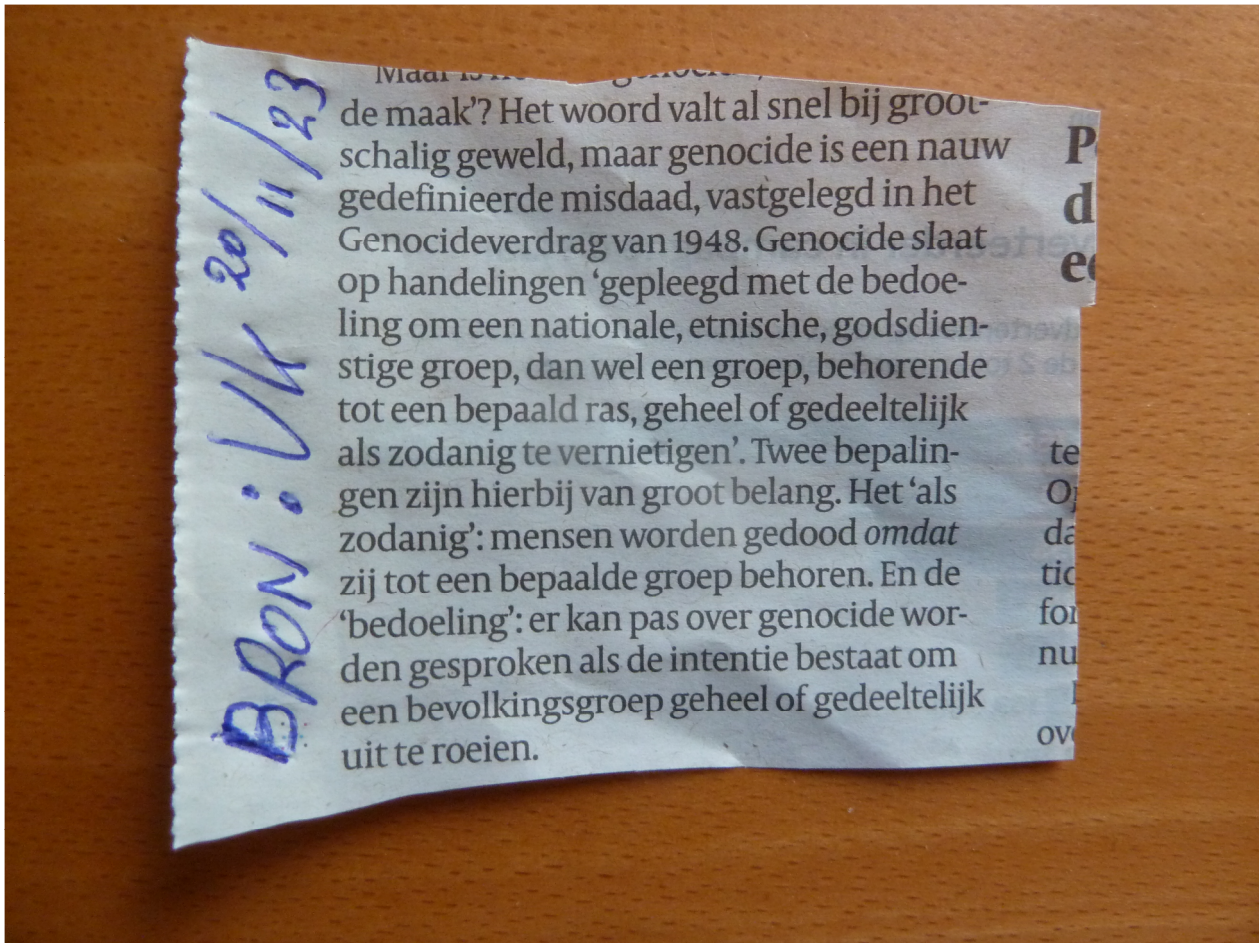 BRON : VK 20/11/23
de maak’? Het woord valt al snel bij groot-
schalig geweld, maar genocide is een nauw
gedefinieerde misdaad, vastgelegd in het
Genocideverdrag van 1948. Genocide slaat
op handelingen ‘gepleegd met de bedoe-
ling om een nationale, etnische, godsdien-
stige groep, dan wel een groep, behorende
tot een bepaald ras, geheel of gedeeltelijk
als zodanig te vernietigen’. Twee bepalin-
gen zijn hierbij van groot belang. Het ‘als
zodanig’: mensen worden gedood omdat
zij tot een bepaalde groep behoren. En de
‘bedoeling’: er kan pas over genocide wor-
den gesproken als de intentie bestaat om
een bevolkingsgroep geheel of gedeeltelijk
uit te roeien.
P
d
te
da
tic
nu